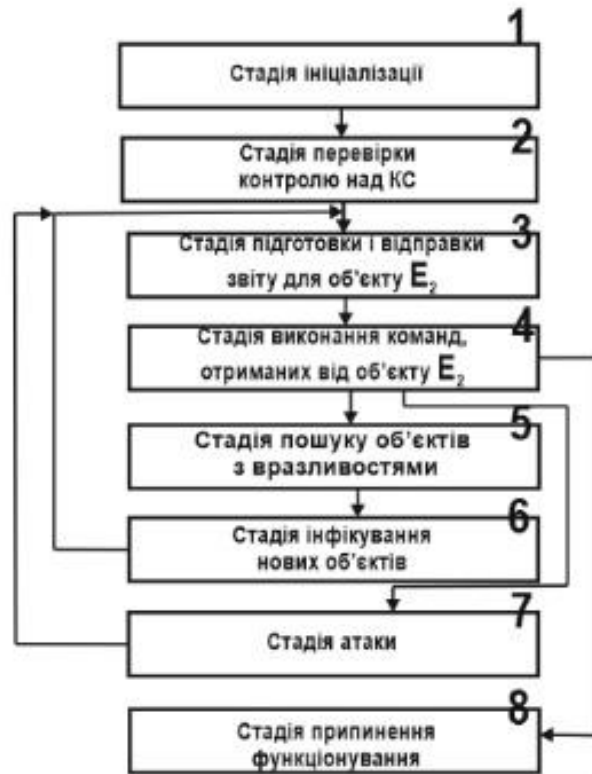 1
Стадія ініціалізації
2
Стадія перевірки
контролю над КС
3
Стадія підготовки і відправки
звіту для об'єкту E₂
4
Стадія виконання команд,
отриманих від об'єкту E₂
5
Стадія пошуку об'єктів
з вразливостями
6
Стадія інфікування
нових об'єктів
7
Стадія атаки
8
Стадія припинення
функціонування